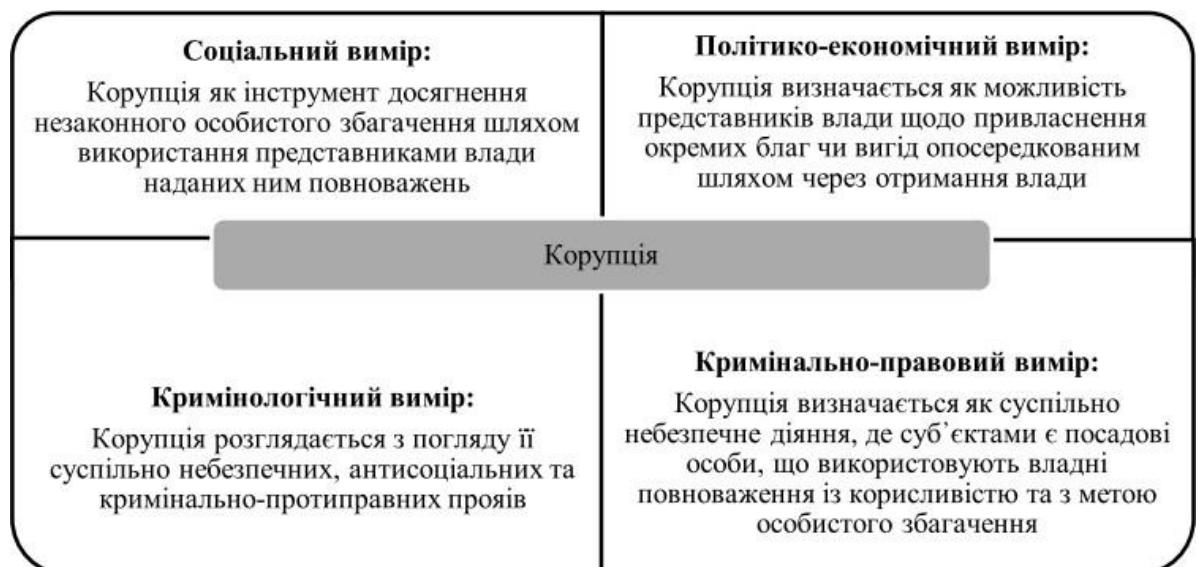 Соціальний вимір:
Корупція як інструмент досягнення
незаконного особистого збагачення шляхом
використання представниками влади
наданих ним повноважень
Політико-економічний вимір:
Корупція визначається як можливість
представників влади щодо привласнення
окремих благ чи вигід опосередкованим
шляхом через отримання влади
Корупція
Кримінологічний вимір:
Корупція розглядається з погляду її
суспільно небезпечних, антисоціальних та
кримінально-протиправних прояів
Кримінально-правовий вимір:
Корупція визначається як суспільно
небезпечне діяння, де суб’єктами є посадові
особи, що використовують владні
повноваження із корисливістю та з метою
особистого збагачення